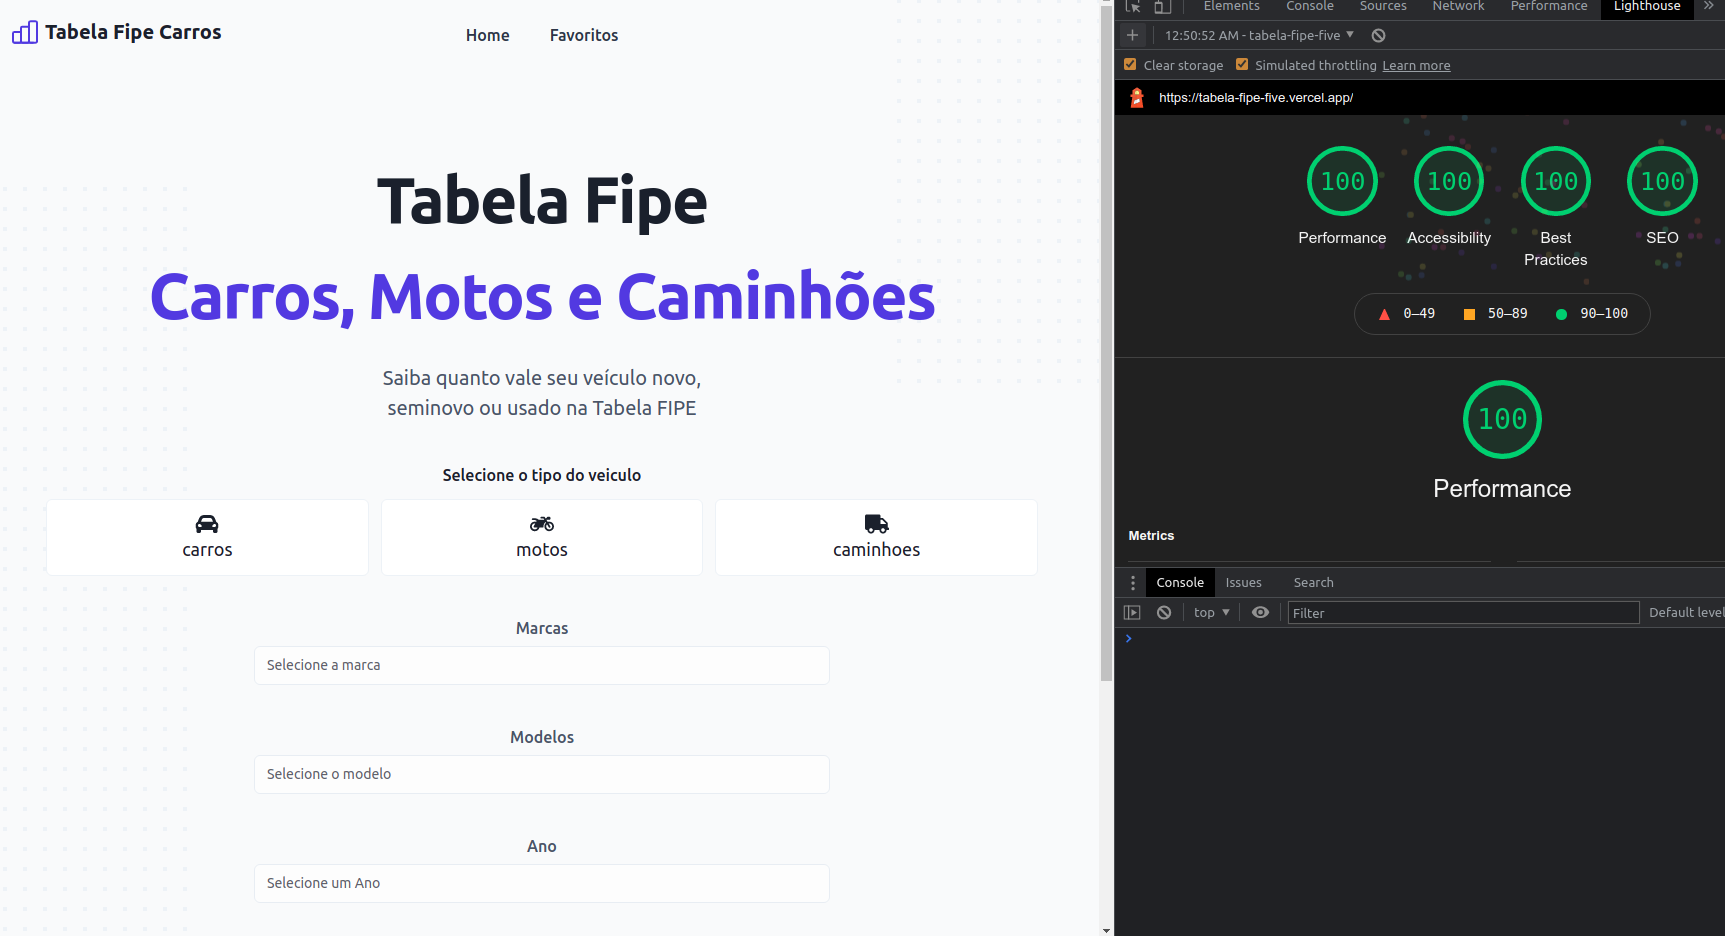 Tabela Fipe Carros
Home
Favoritos
Tabela Fipe
Carros, Motos e Caminhões
Saiba quanto vale seu veículo novo,
seminovo ou usado na Tabela FIPE
Selecione o tipo do veiculo
carros
motos
caminhoes
Marcas
Selecione a marca
Modelos
Selecione o modelo
Ano
Selecione um Ano
Elements
Console
Sources
Network
Performance
Lighthouse
12:50:52 AM - tabela-fipe-five
Clear storage
Simulated throttling
Learn more
https://tabela-fipe-five.vercel.app/
100
100
100
100
Performance
Accessibility
Best
Practices
SEO
0–49
50–89
90–100
100
Performance
Metrics
Console
Issues
Search
top
Filter
Default level